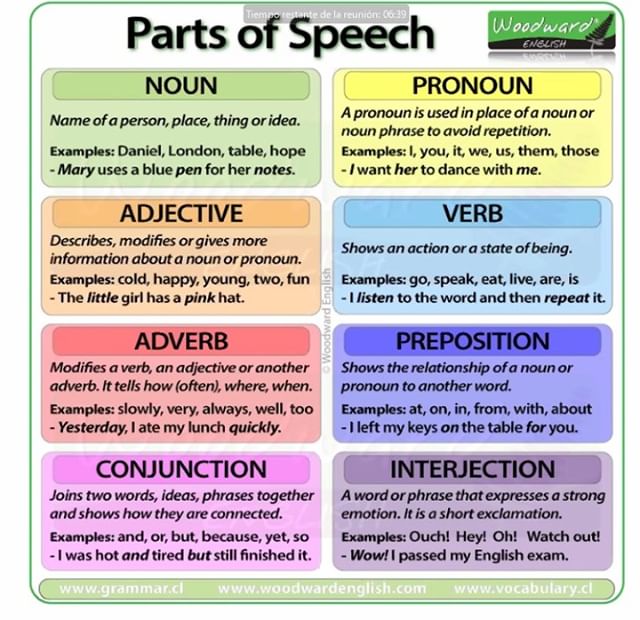 Tiempo restante de la reunión: 06:39
Parts of Speech
Woodward
ENGLISH
NOUN
Name of a person, place, thing or idea.
Examples: Daniel, London, table, hope
- Mary uses a blue pen for her notes.
PRONOUN
A pronoun is used in place of a noun or
noun phrase to avoid repetition.
Examples: I, you, it, we, us, them, those
- I want her to dance with me.
ADJECTIVE
Describes, modifies or gives more
information about a noun or pronoun.
Examples: cold, happy, young, two, fun
- The little girl has a pink hat.
VERB
Shows an action or a state of being.
Examples: go, speak, eat, live, are, is
- I listen to the word and then repeat it.
© Woodward English
ADVERB
Modifies a verb, an adjective or another
adverb. It tells how (often), where, when.
Examples: slowly, very, always, well, too
- Yesterday, I ate my lunch quickly.
PREPOSITION
Shows the relationship of a noun or
pronoun to another word.
Examples: at, on, in, from, with, about
- I left my keys on the table for you.
CONJUNCTION
Joins two words, ideas, phrases together
and shows how they are connected.
Examples: and, or, but, because, yet, so
- I was hot and tired but still finished it.
INTERJECTION
A word or phrase that expresses a strong
emotion. It is a short exclamation.
Examples: Ouch! Hey! Oh! Watch out!
- Wow! I passed my English exam.
www.grammar.cl www.woodwardenglish.com www.vocabulary.cl